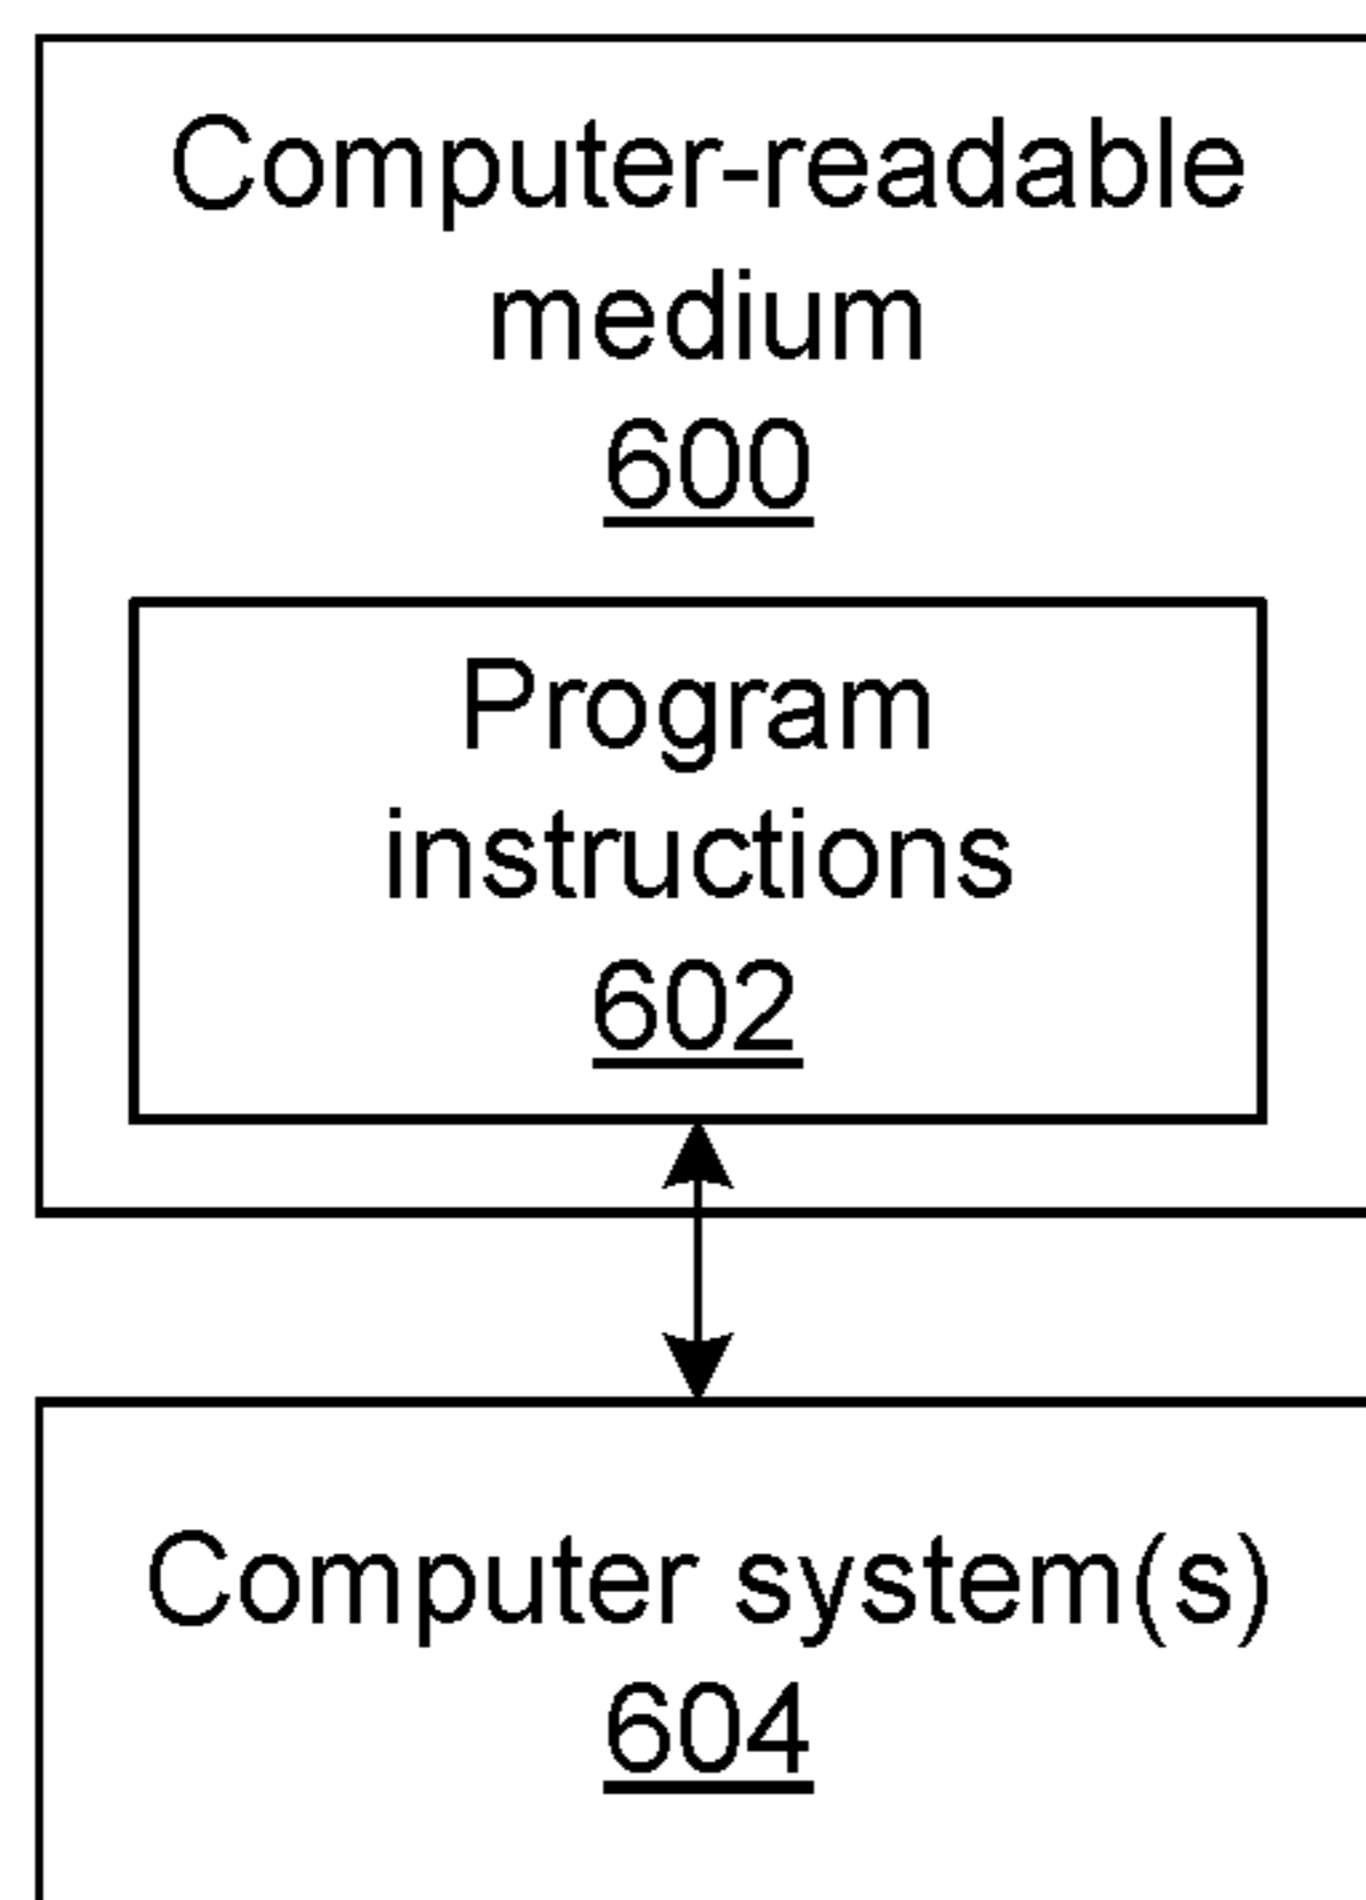 Computer-readable
medium
600
Program
instructions
602
Computer system(s)
604